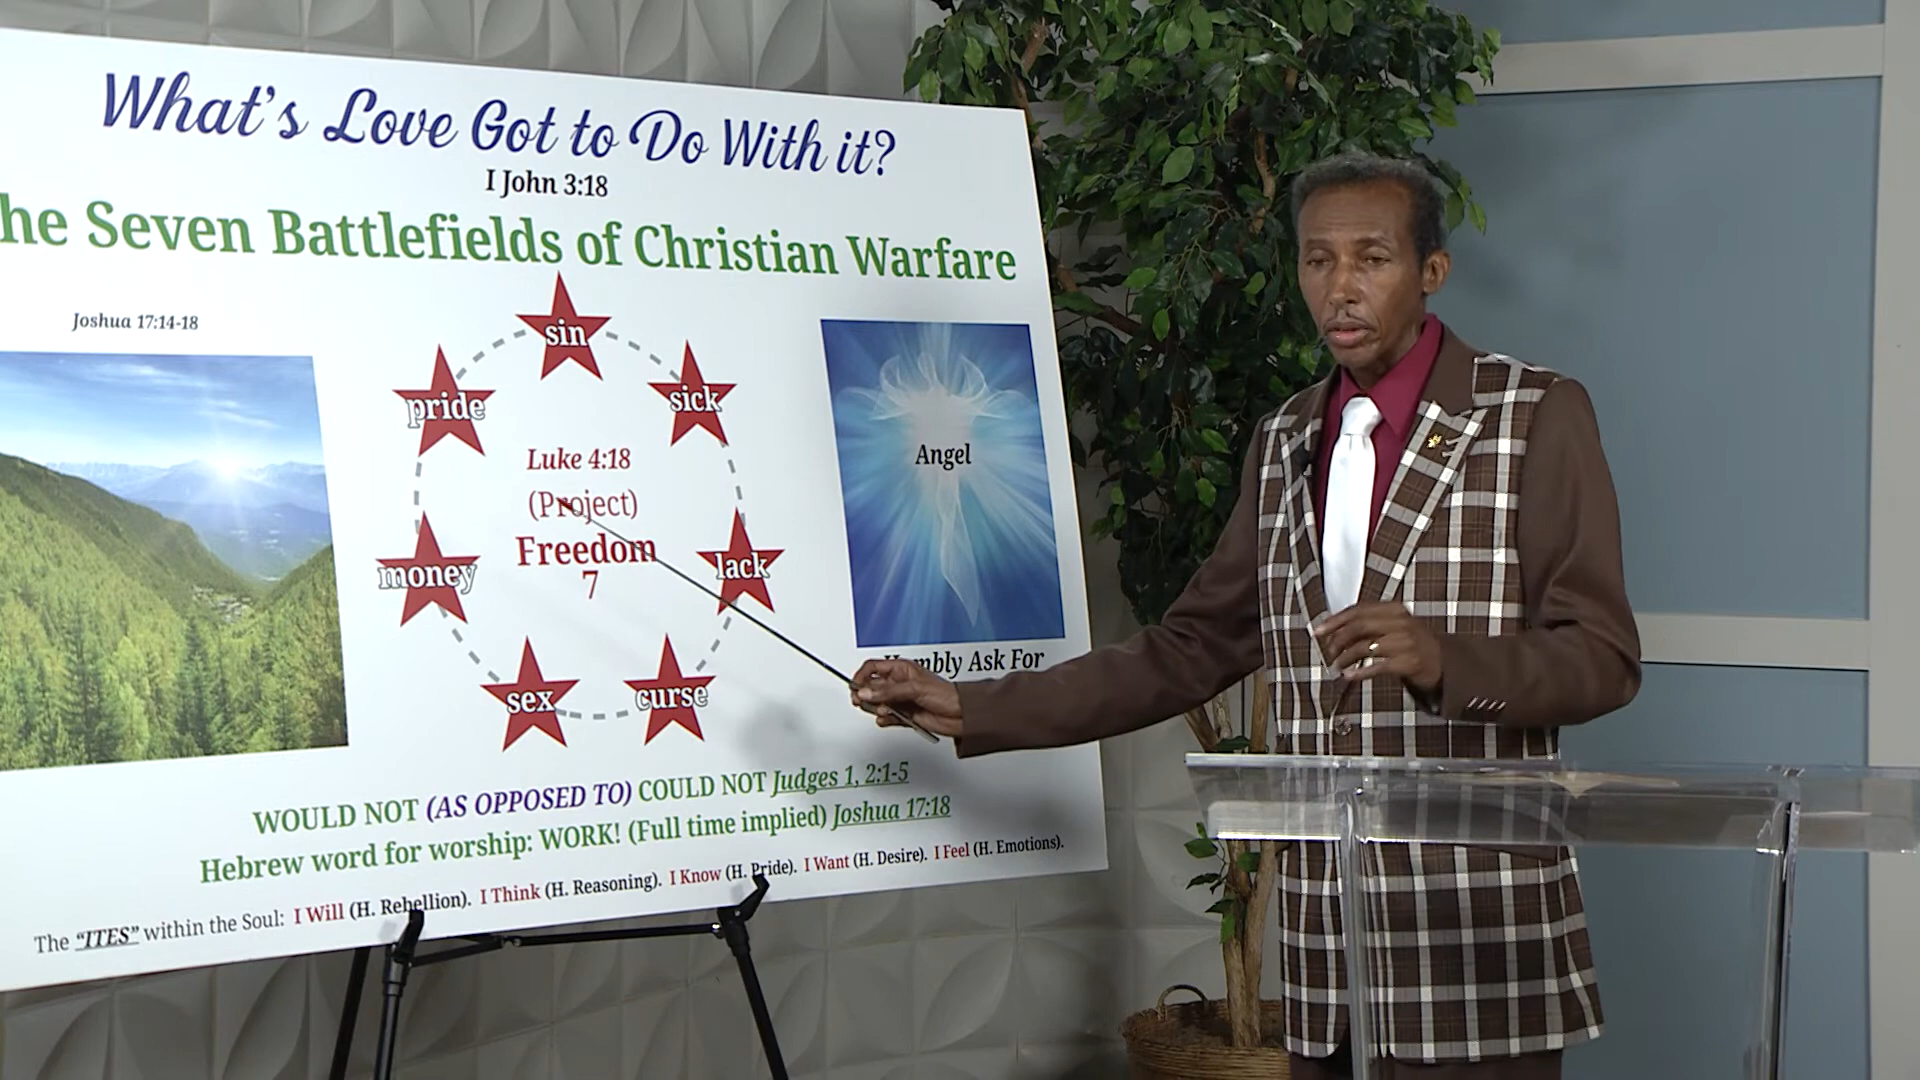 What's Love Got to Do With it?
I John 3:18
he Seven Battlefields of Christian Warfare
Joshua 17:14-18
sin
pride
sick
Luke 4:18
(Project)
Freedom
7
money
lack
sex
curse
Angel
Humbly Ask For
WOULD NOT (AS OPPOSED TO) COULD NOT Judges 1, 2:1-5
Hebrew word for worship: WORK! (Full time implied) Joshua 17:18
The "ITES" within the Soul: I Will (H. Rebellion). I Think (H. Reasoning). I Know (H. Pride). I Want (H. Desire). I Feel (H. Emotions).